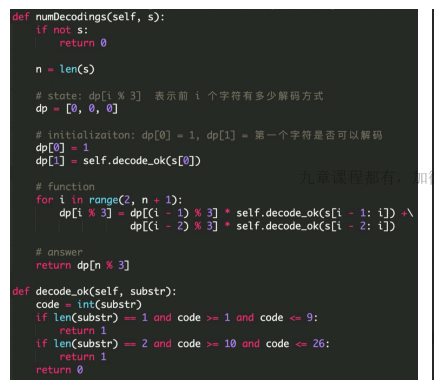 def numDecodings(self, s):
    if not s:
        return 0

    n = len(s)

    # state: dp[i % 3]  表示前 i 个字符有多少解码方式
    dp = [0, 0, 0]

    # initializaiton: dp[0] = 1, dp[1] = 第一个字符是否可以解码
    dp[0] = 1
    dp[1] = self.decode_ok(s[0])
九章课程都有，如

    # function
    for i in range(2, n + 1):
        dp[i % 3] = dp[(i - 1) % 3] * self.decode_ok(s[i - 1: i]) +\
                    dp[(i - 2) % 3] * self.decode_ok(s[i - 2: i])

    # answer
    return dp[n % 3]

def decode_ok(self, substr):
    code = int(substr)
    if len(substr) == 1 and code >= 1 and code <= 9:
        return 1
    if len(substr) == 2 and code >= 10 and code <= 26:
        return 1
    return 0